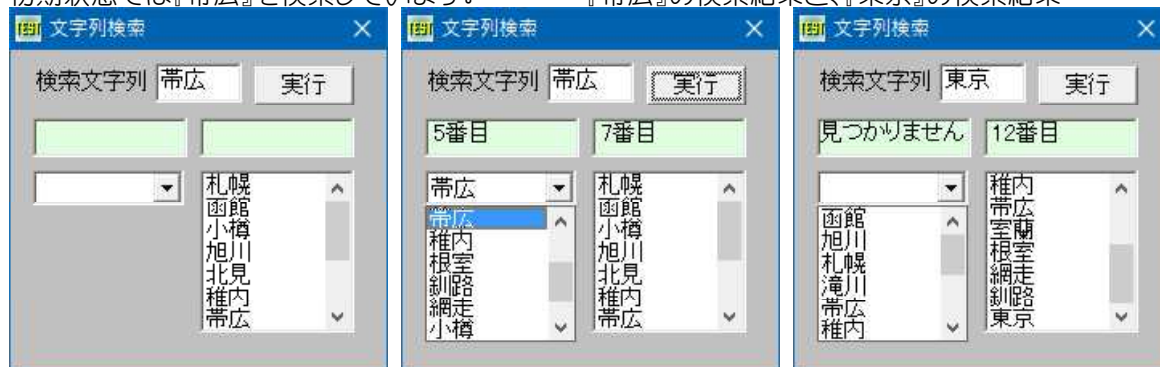 初期状態では『帯広』を検索しています。 『帯広』の検索結果と、『東京』の検索結果
文字列検索
検索文字列 帯広 実行
札幌
函館
小樽
旭川
北見
稚内
帯広
文字列検索
検索文字列 帯広 実行
5番目 7番目
帯広
帯広
稚内
根室
釧路
網走
小樽
札幌
函館
小樽
旭川
北見
稚内
帯広
文字列検索
検索文字列 東京 実行
見つかりません 12番目
函館
旭川
札幌
滝川
帯広
稚内
稚内
帯広
室蘭
根室
網走
釧路
東京